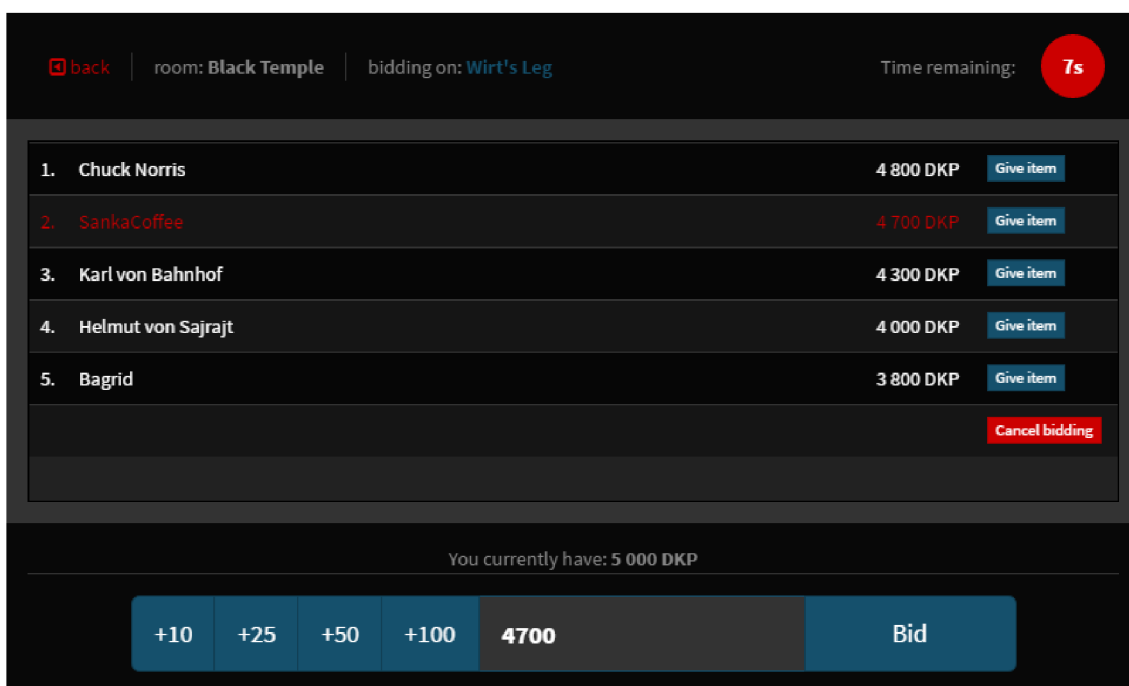 back room: Black Temple bidding on: Wirt's Leg Time remaining: 7s
1. Chuck Norris 4 800 DKP Give item
2. SankaCoffee 4 700 DKP Give item
3. Karl von Bahnhof 4 300 DKP Give item
4. Helmut von Sajrajt 4 000 DKP Give item
5. Bagrid 3 800 DKP Give item
Cancel bidding
You currently have: 5 000 DKP
+10 +25 +50 +100 4700 Bid